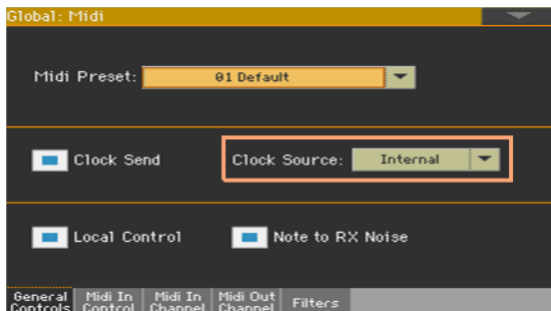 Global: Midi
Midi Preset: 01 Default
Clock Send Clock Source: Internal
Local Control Note to RX Noise
General Controls Midi In Control Midi In Channel Midi Out Channel Filters